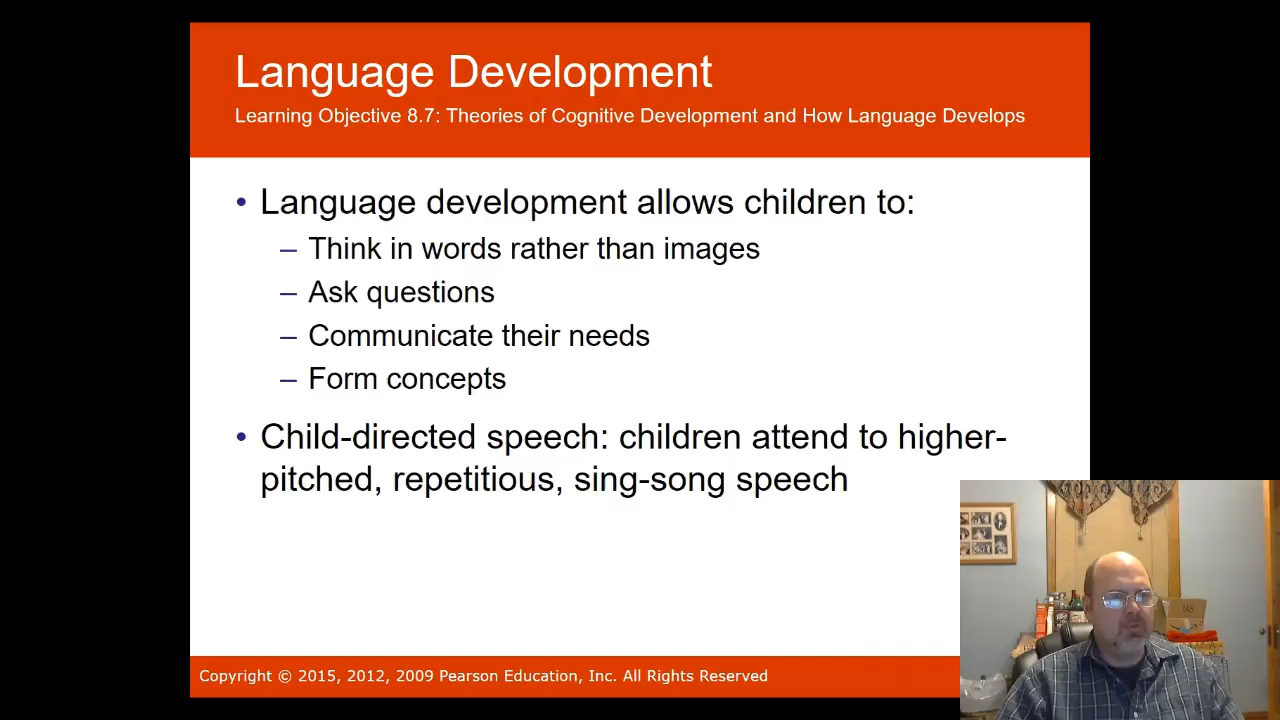 Language Development
Learning Objective 8.7: Theories of Cognitive Development and How Language Develops
• Language development allows children to:
– Think in words rather than images
– Ask questions
– Communicate their needs
– Form concepts
• Child-directed speech: children attend to higher-
pitched, repetitious, sing-song speech
Copyright © 2015, 2012, 2009 Pearson Education, Inc. All Rights Reserved